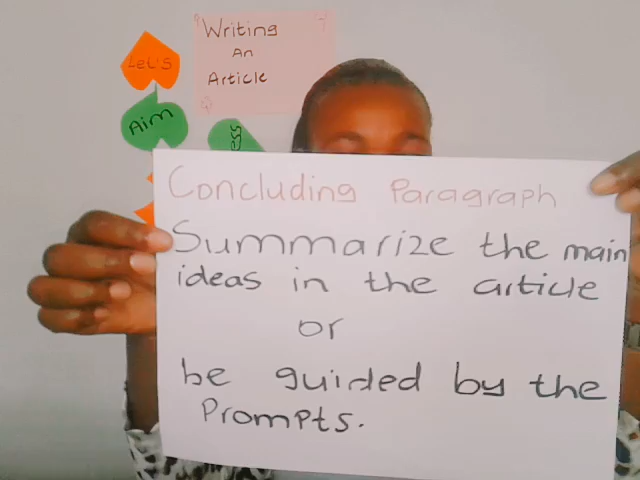 Writing
An
Article
Let's
Aim
ess
Concluding Paragraph
Summarize the main
ideas in the article
or
be guided by the
Prompts.